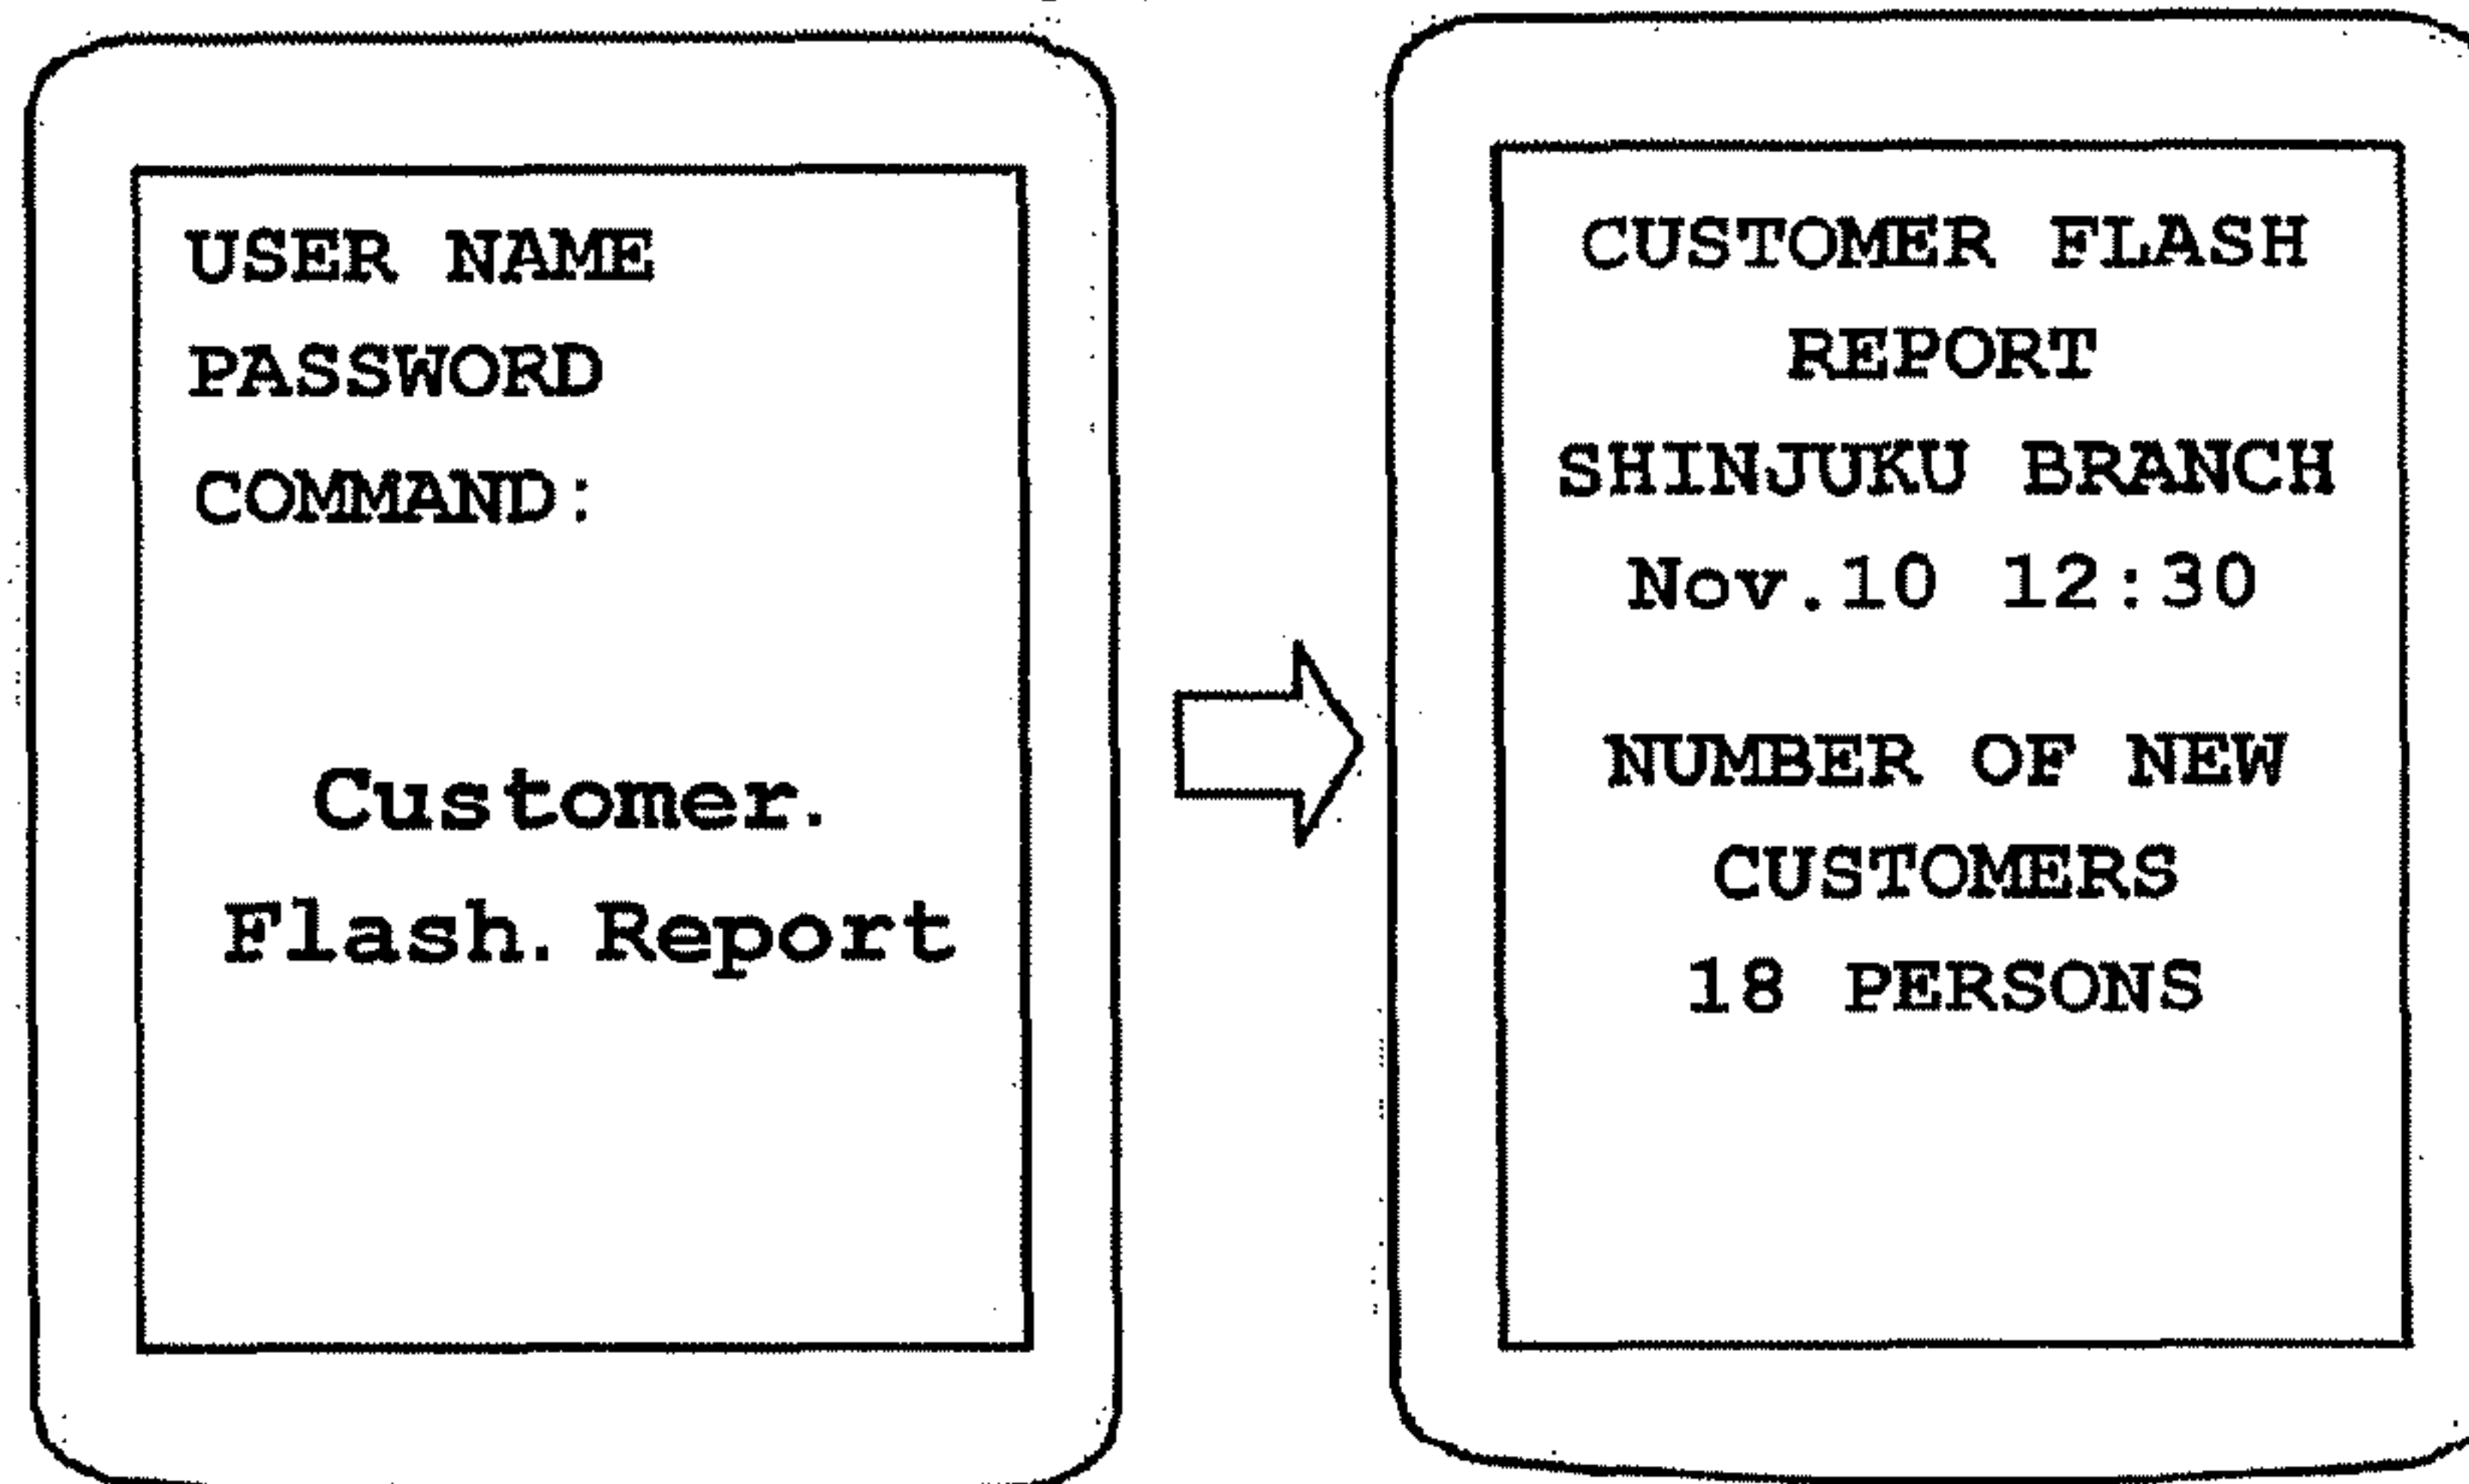 USER NAME
PASSWORD
COMMAND:
Customer.
Flash. Report
CUSTOMER FLASH
REPORT
SHINJUKU BRANCH
Nov.10 12:30
NUMBER OF NEW
CUSTOMERS
18 PERSONS